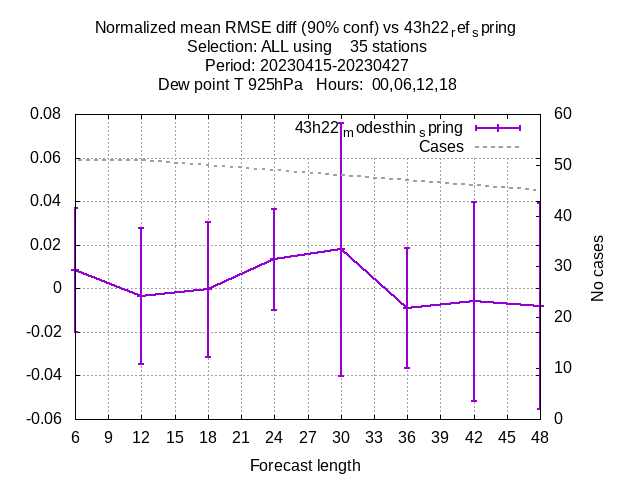 Normalized mean RMSE diff (90% conf) vs 43h22ref spring
Selection: ALL using 35 stations
Period: 20230415-20230427
Dew point T 925hPa Hours: 00,06,12,18
43h22modesthinspring
Cases
0.08
0.06
0.04
0.02
0
-0.02
-0.04
-0.06
60
50
40
30
20
10
0
No cases
6 9 12 15 18 21 24 27 30 33 36 39 42 45 48
Forecast length